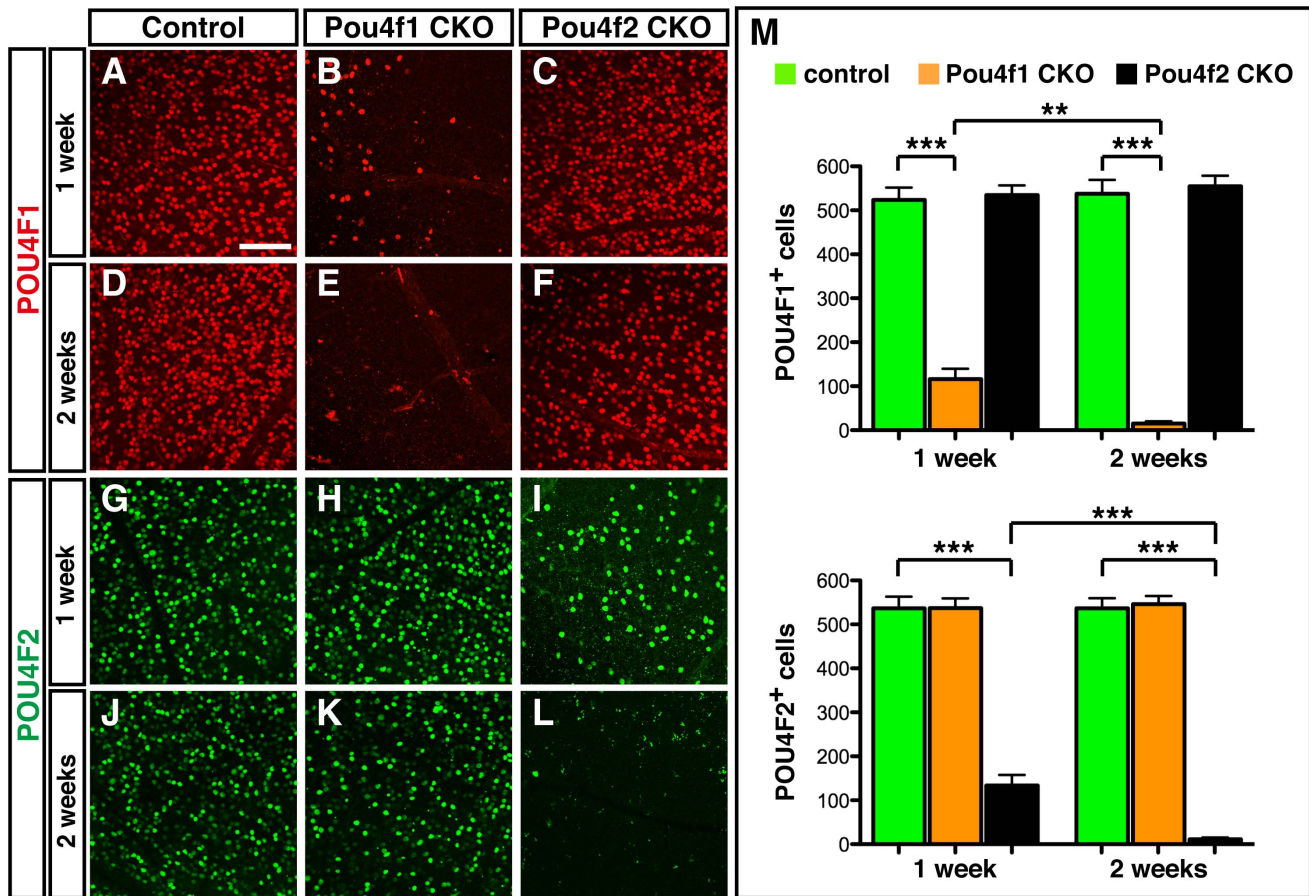 Control Pou4f1 CKO Pou4f2 CKO
POU4F1
1 week
A B C
2 weeks
D E F
POU4F2
1 week
G H I
2 weeks
J K L
M
control Pou4f1 CKO Pou4f2 CKO
**
*** ***
POU4F1+ cells
600
500
400
300
200
100
0
1 week 2 weeks
***
*** ***
POU4F2+ cells
600
500
400
300
200
100
0
1 week 2 weeks